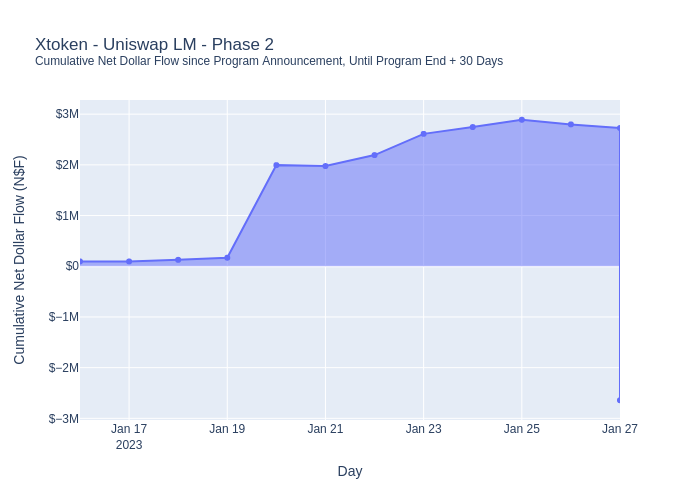 Xtoken - Uniswap LM - Phase 2
Cumulative Net Dollar Flow since Program Announcement, Until Program End + 30 Days
Cumulative Net Dollar Flow (N$F)
$3M
$2M
$1M
$0
$−1M
$−2M
$−3M
Jan 17 Jan 19 Jan 21 Jan 23 Jan 25 Jan 27
2023
Day